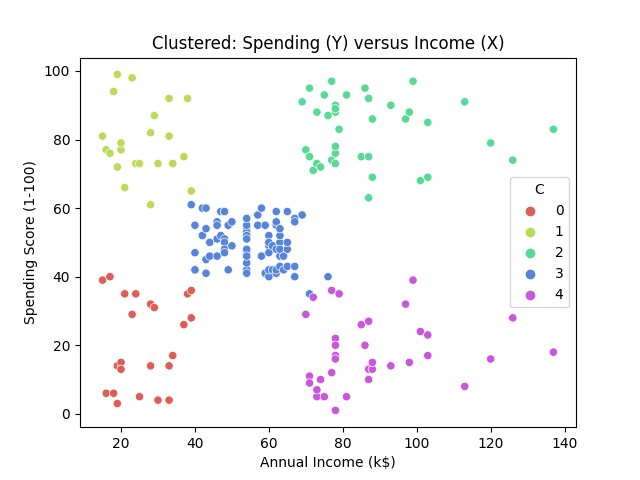 Clustered: Spending (Y) versus Income (X)
Spending Score (1-100)
100
80
60
40
20
0
C
0
1
2
3
4
20 40 60 80 100 120 140
Annual Income (k$)